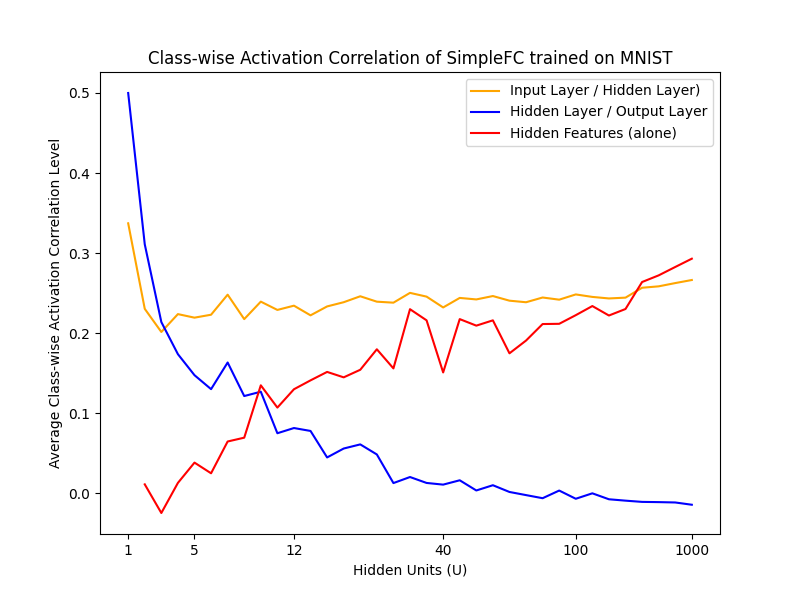 Class-wise Activation Correlation of SimpleFC trained on MNIST
Input Layer / Hidden Layer)
Hidden Layer / Output Layer
Hidden Features (alone)
Average Class-wise Activation Correlation Level
0.5
0.4
0.3
0.2
0.1
0.0
1 5 12 40 100 1000
Hidden Units (U)